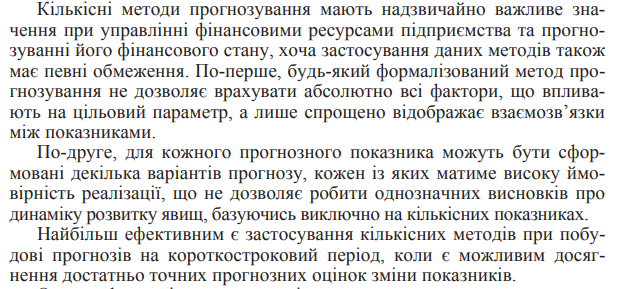 Кількісні методи прогнозування мають надзвичайно важливе зна-
чення при управлінні фінансовими ресурсами підприємства та прогно-
зуванні його фінансового стану, хоча застосування даних методів також
має певні обмеження. По-перше, будь-який формалізований метод про-
гнозування не дозволяє врахувати абсолютно всі фактори, що вплива-
ють на цільовий параметр, а лише спрощено відображає взаємозв’язки
між показниками.
По-друге, для кожного прогнозного показника можуть бути сфор-
мовані декілька варіантів прогнозу, кожен із яких матиме високу ймо-
вірність реалізації, що не дозволяє робити однозначних висновків про
динаміку розвитку явищ, базуючись виключно на кількісних показниках.
Найбільш ефективним є застосування кількісних методів при побу-
дові прогнозів на короткостроковий період, коли є можливим досяг-
нення достатньо точних прогнозних оцінок зміни показників.